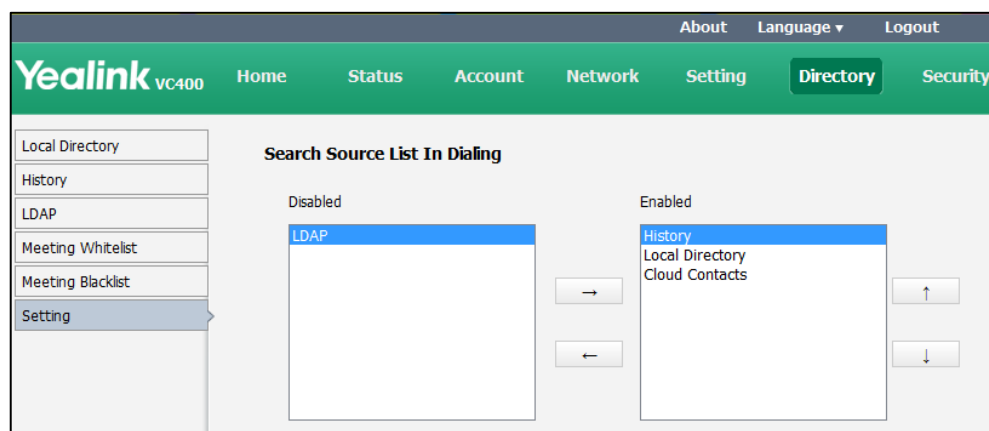 About Language ▾ Logout
Yealink VC400 Home Status Account Network Setting Directory Security
Local Directory
History
LDAP
Meeting Whitelist
Meeting Blacklist
Setting
Search Source List In Dialing
Disabled Enabled
LDAP
→
←
History
Local Directory
Cloud Contacts
↑
↓